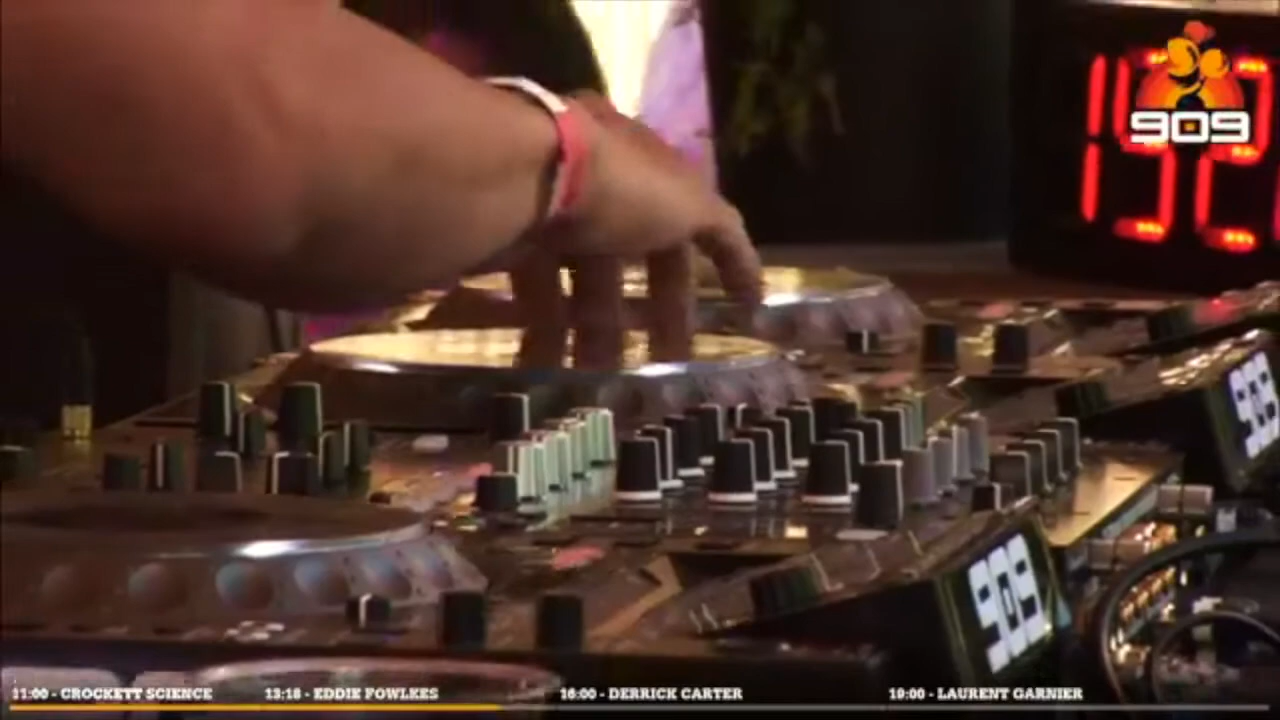 909
152
909
909
11:00 - CROCKETT SCIENCE
13:18 - EDDIE FOWLKES
16:00 - DERRICK CARTER
19:00 - LAURENT GARNIER